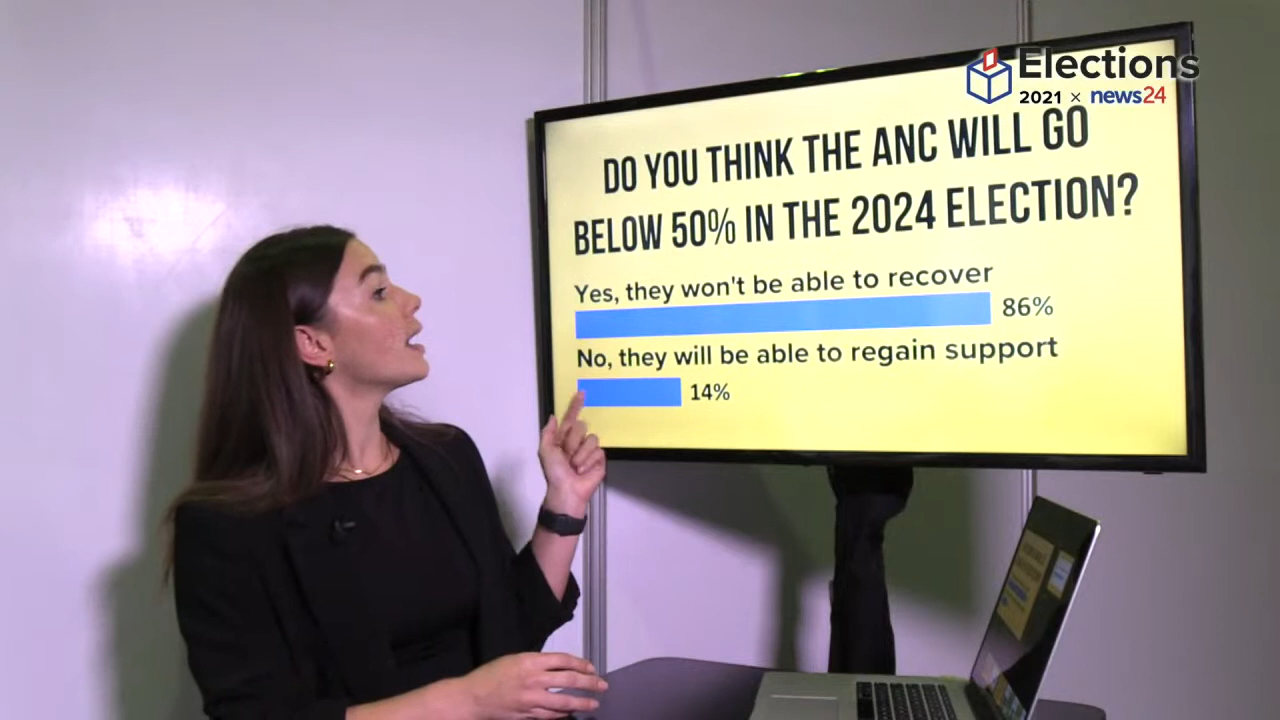 Elections
2021 × news24
DO YOU THINK THE ANC WILL GO
BELOW 50% IN THE 2024 ELECTION?
Yes, they won't be able to recover
86%
No, they will be able to regain support
14%